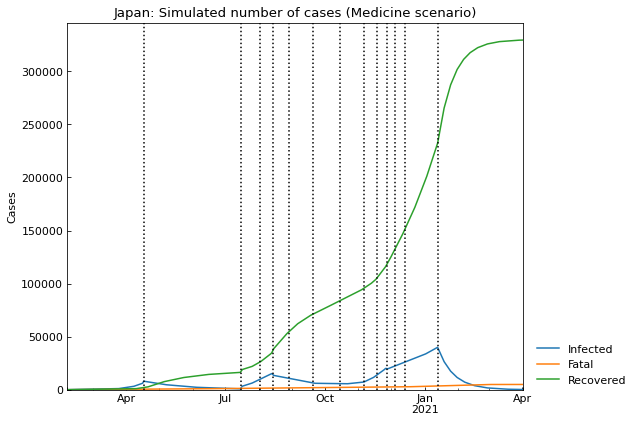 Japan: Simulated number of cases (Medicine scenario)
300000
250000
200000
150000
100000
50000
0
Cases
Apr
Jul
Oct
Jan
2021
Apr
Infected
Fatal
Recovered